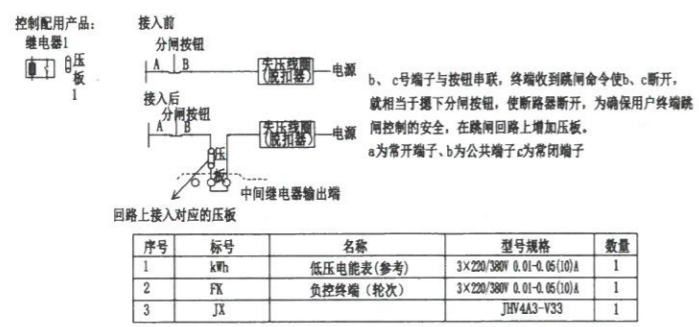 控制配用产品：
继电器1
压板1
接入前
分闸按钮
A B
失压线圈
(脱扣器)
电源
接入后
分闸按钮
A B
失压线圈
(脱扣器)
电源
压板
中间继电器输出端
回路上接入对应的压板
b、c号端子与按钮串联，终端收到跳闸命令使b、c断开，
就相当于摁下分闸按钮，使断路器断开，为确保用户终端跳
闸控制的安全，在跳闸回路上增加压板。
a为常开端子、b为公共端子c为常闭端子
序号 标号 名称 型号规格 数量
1 kWh 低压电能表(参考) 3×220/380V 0.01-0.05(10)A 1
2 FK 负控终端（轮次） 3×220/380V 0.01-0.05(10)A 1
3 JX JHV4A3-V33 1